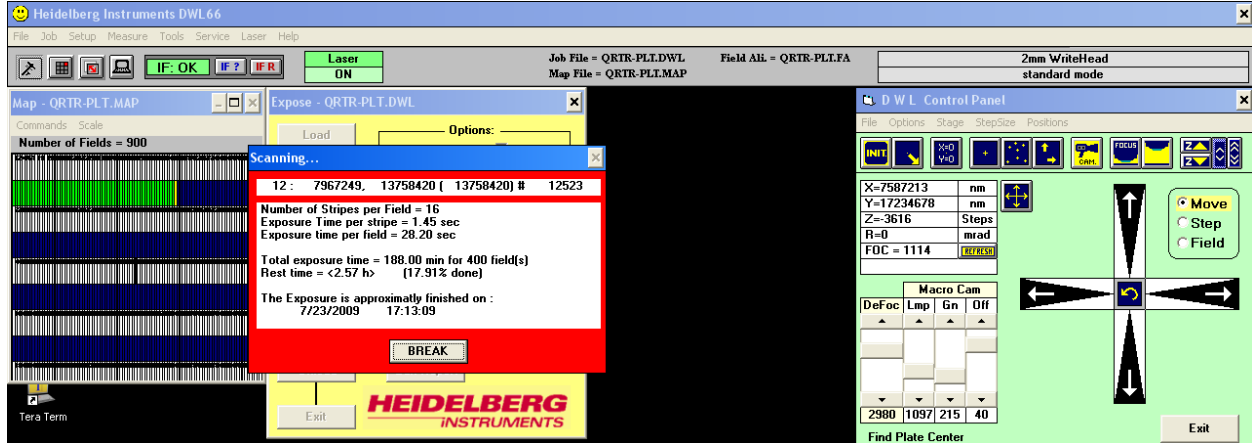 Heidelberg Instruments DWL66
File Job Setup Measure Tools Service Laser Help
IF: OK IF ? IF R
Laser
ON
Job File = QRTR-PLT.DWL Field Ali. = QRTR-PLT.FA
Map File = QRTR-PLT.MAP
2mm WriteHead
standard mode
Map - QRTR-PLT.MAP
Commands Scale
Number of Fields = 900
Expose - QRTR-PLT.DWL
Load
Options:
Scanning...
12 : 7967249, 13758420 ( 13758420) # 12523
Number of Stripes per Field = 16
Exposure Time per stripe = 1.45 sec
Exposure time per field = 28.20 sec
Total exposure time = 188.00 min for 400 field(s)
Rest time = <2.57 h> (17.91% done)
The Exposure is approximatly finished on :
7/23/2009 17:13:09
BREAK
Exit
HEIDELBERG
INSTRUMENTS
Tera Term
D W L Control Panel
File Options Stage StepSize Positions
INIT
X=0
Y=0
CAM.
FOCUS
Z
Z
X=7587213 nm
Y=17234678 nm
Z=-3616 Steps
R=0 mrad
FOC = 1114 REFRESH
Move
Step
Field
Macro Cam
DeFoc Lmp Gn Off
2980 1097 215 40
Find Plate Center
Exit